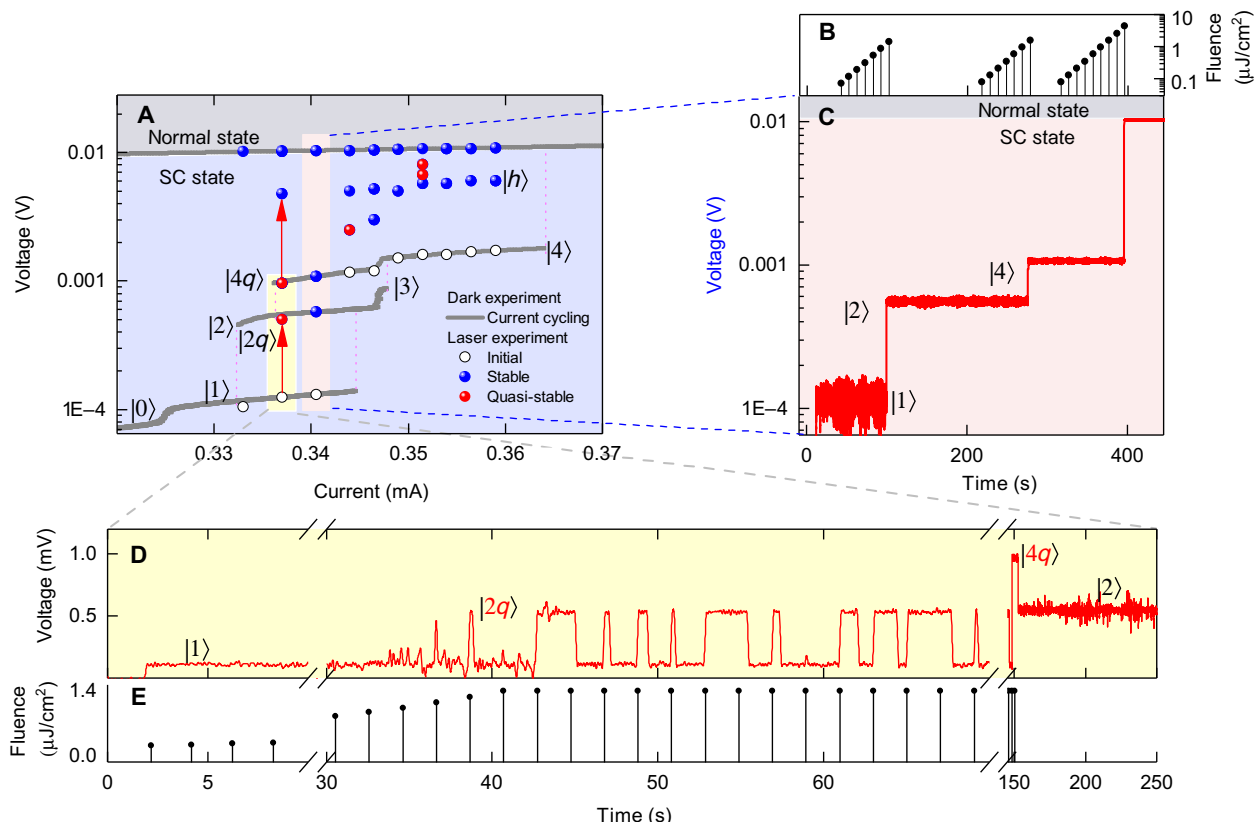 A
Normal state
SC state
|h⟩
|4q⟩
|4⟩
|3⟩
|2⟩
|2q⟩
|1⟩
|0⟩
Dark experiment
Current cycling
Laser experiment
Initial
Stable
Quasi-stable
0.01
0.001
1E–4
Voltage (V)
0.33 0.34 0.35 0.36 0.37
Current (mA)
B
10
1
0.1
Fluence
(μJ/cm²)
C
Normal state
SC state
0.01
0.001
1E–4
Voltage (V)
|4⟩
|2⟩
|1⟩
0 200 400
Time (s)
D
1.0
0.5
Voltage (mV)
|1⟩
|2q⟩
|4q⟩
|2⟩
E
1.4
0.0
Fluence
(μJ/cm²)
0 5 30 40 50 60 150 200 250
Time (s)